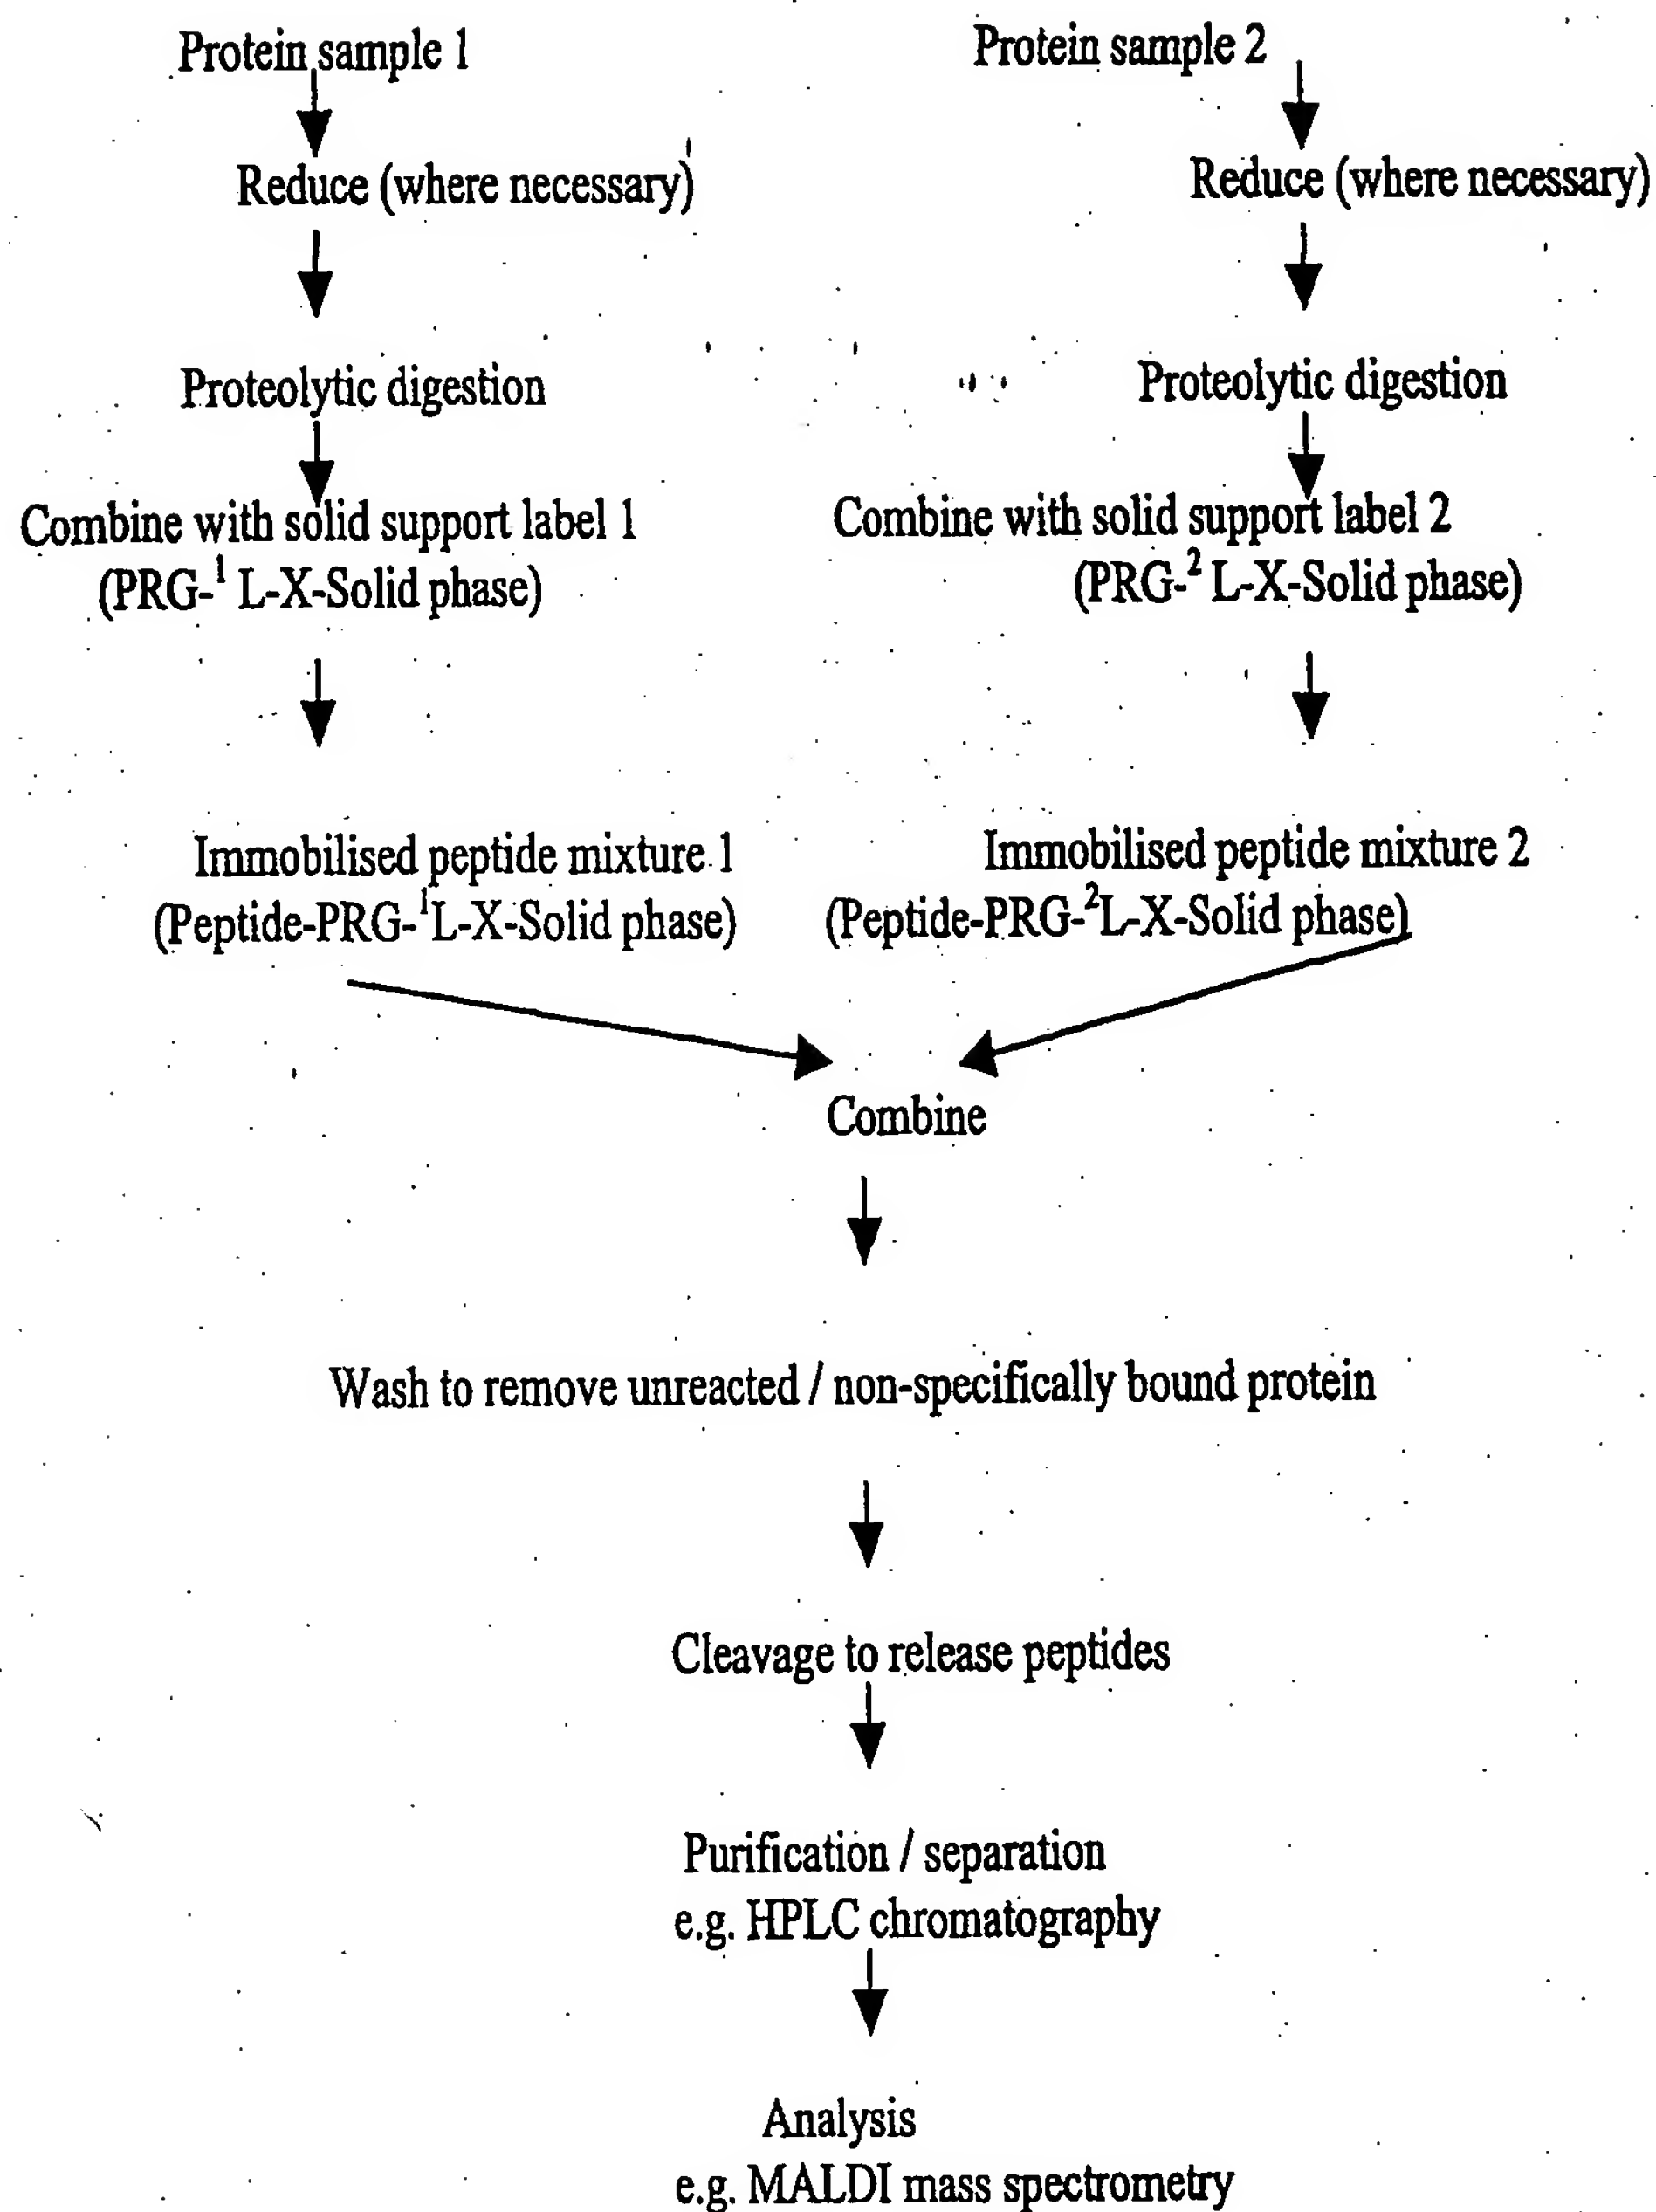 Protein sample 1
Protein sample 2
Reduce (where necessary)
Reduce (where necessary)
Proteolytic digestion
Proteolytic digestion
Combine with solid support label 1
(PRG-¹ L-X-Solid phase)
Combine with solid support label 2
(PRG-² L-X-Solid phase)
Immobilised peptide mixture 1
(Peptide-PRG-¹L-X-Solid phase)
Immobilised peptide mixture 2
(Peptide-PRG-²L-X-Solid phase)
Combine
Wash to remove unreacted / non-specifically bound protein
Cleavage to release peptides
Purification / separation
e.g. HPLC chromatography
Analysis
e.g. MALDI mass spectrometry